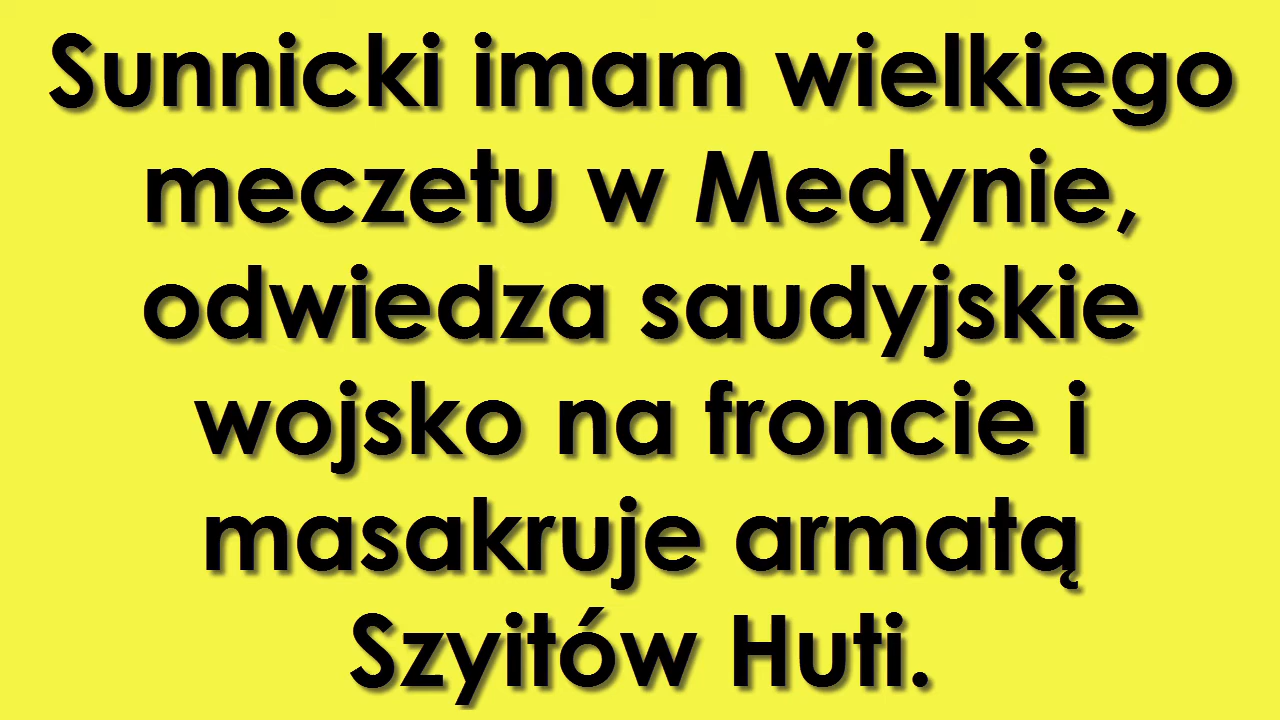 Sunnicki imam wielkiego
meczetu w Medynie,
odwiedza saudyjskie
wojsko na froncie i
masakruje armatą
Szyitów Huti.